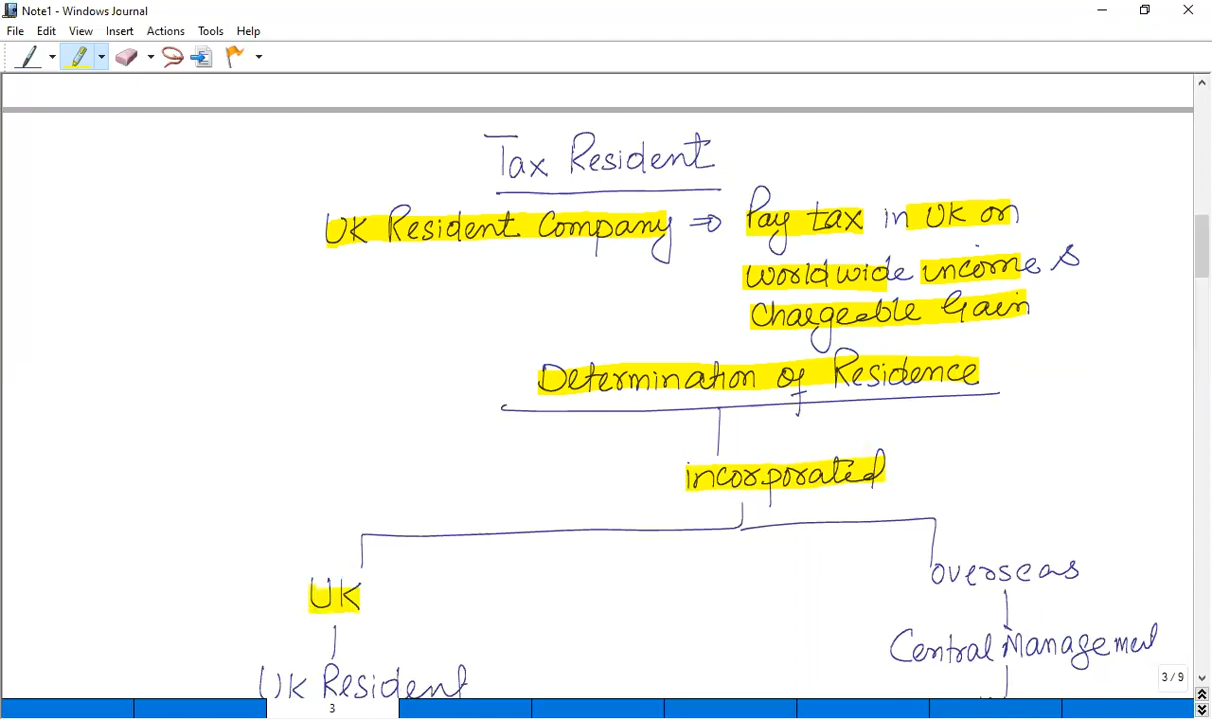 Note1 - Windows Journal
File Edit View Insert Actions Tools Help
Tax Resident
UK Resident Company ⇒ Pay tax in UK on
worldwide income &
Chargeable Gain
Determination of Residence
incorporated
UK
overseas
UK Resident
Central Management
3 / 9
3